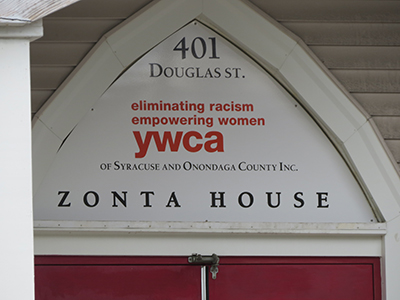 401
Douglas St.
eliminating racism
empowering women
ywca
of Syracuse and Onondaga County Inc.
ZONTA HOUSE